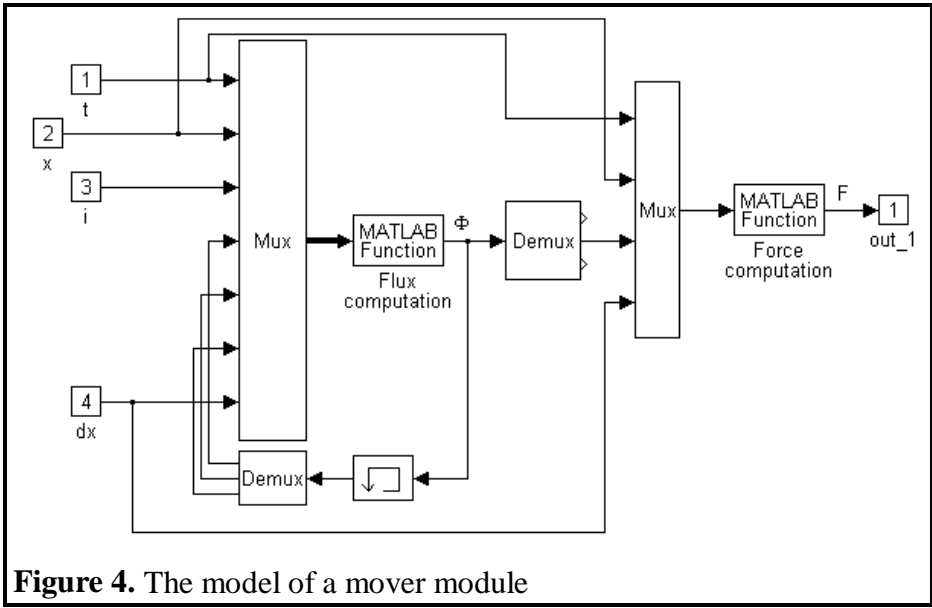 1
t
2
x
3
i
4
dx
Mux
MATLAB
Function
Flux
computation
Φ
Demux
Demux
Mux
MATLAB
Function
Force
computation
F
1
out_1
Figure 4. The model of a mover module